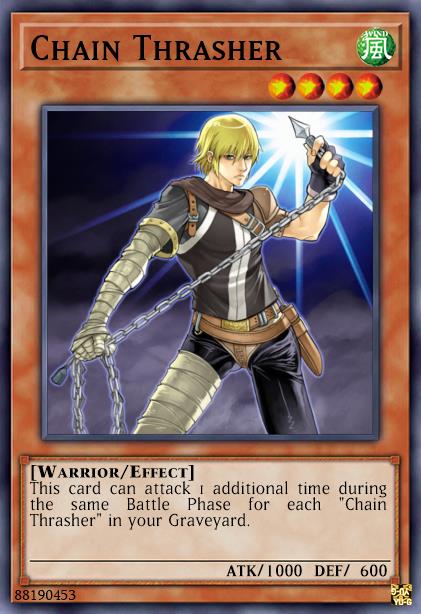 Chain Thrasher
WIND
風
[Warrior/Effect]
This card can attack 1 additional time during
the same Battle Phase for each "Chain
Thrasher" in your Graveyard.
ATK/1000 DEF/ 600
88190453